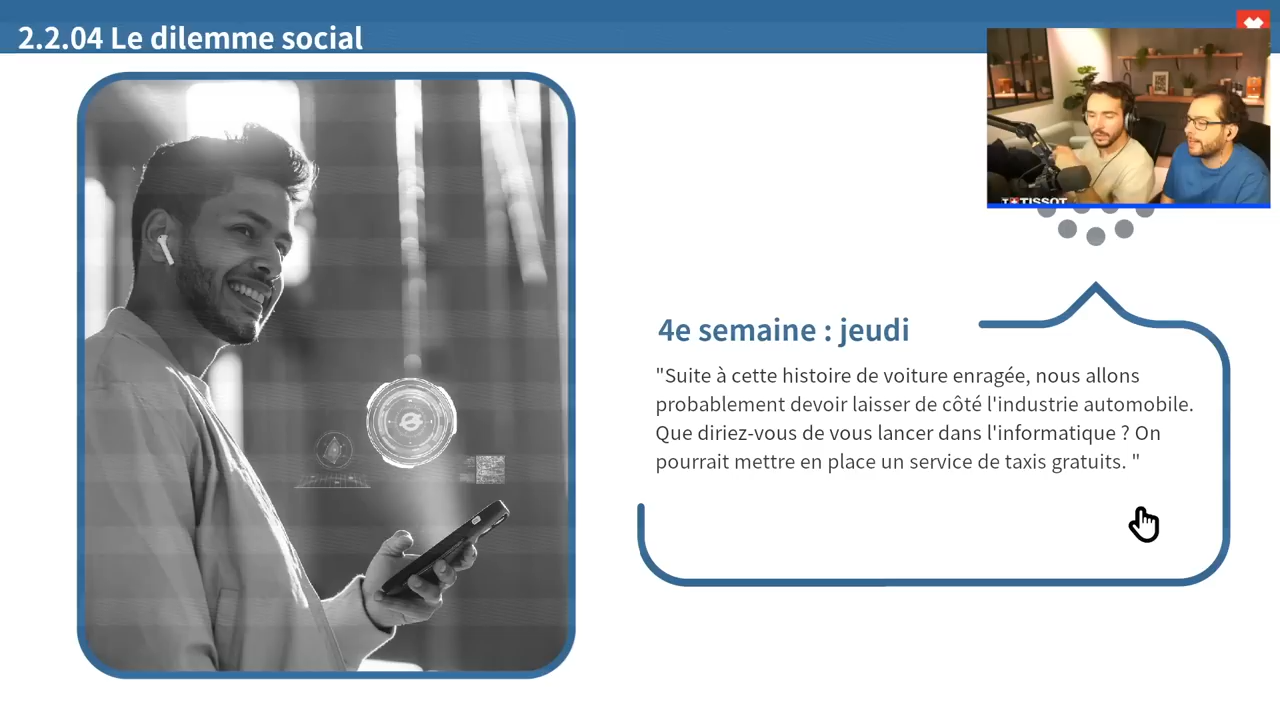 2.2.04 Le dilemme social
TISSOT
4e semaine : jeudi
"Suite à cette histoire de voiture enragée, nous allons
probablement devoir laisser de côté l'industrie automobile.
Que diriez-vous de vous lancer dans l'informatique ? On
pourrait mettre en place un service de taxis gratuits. "